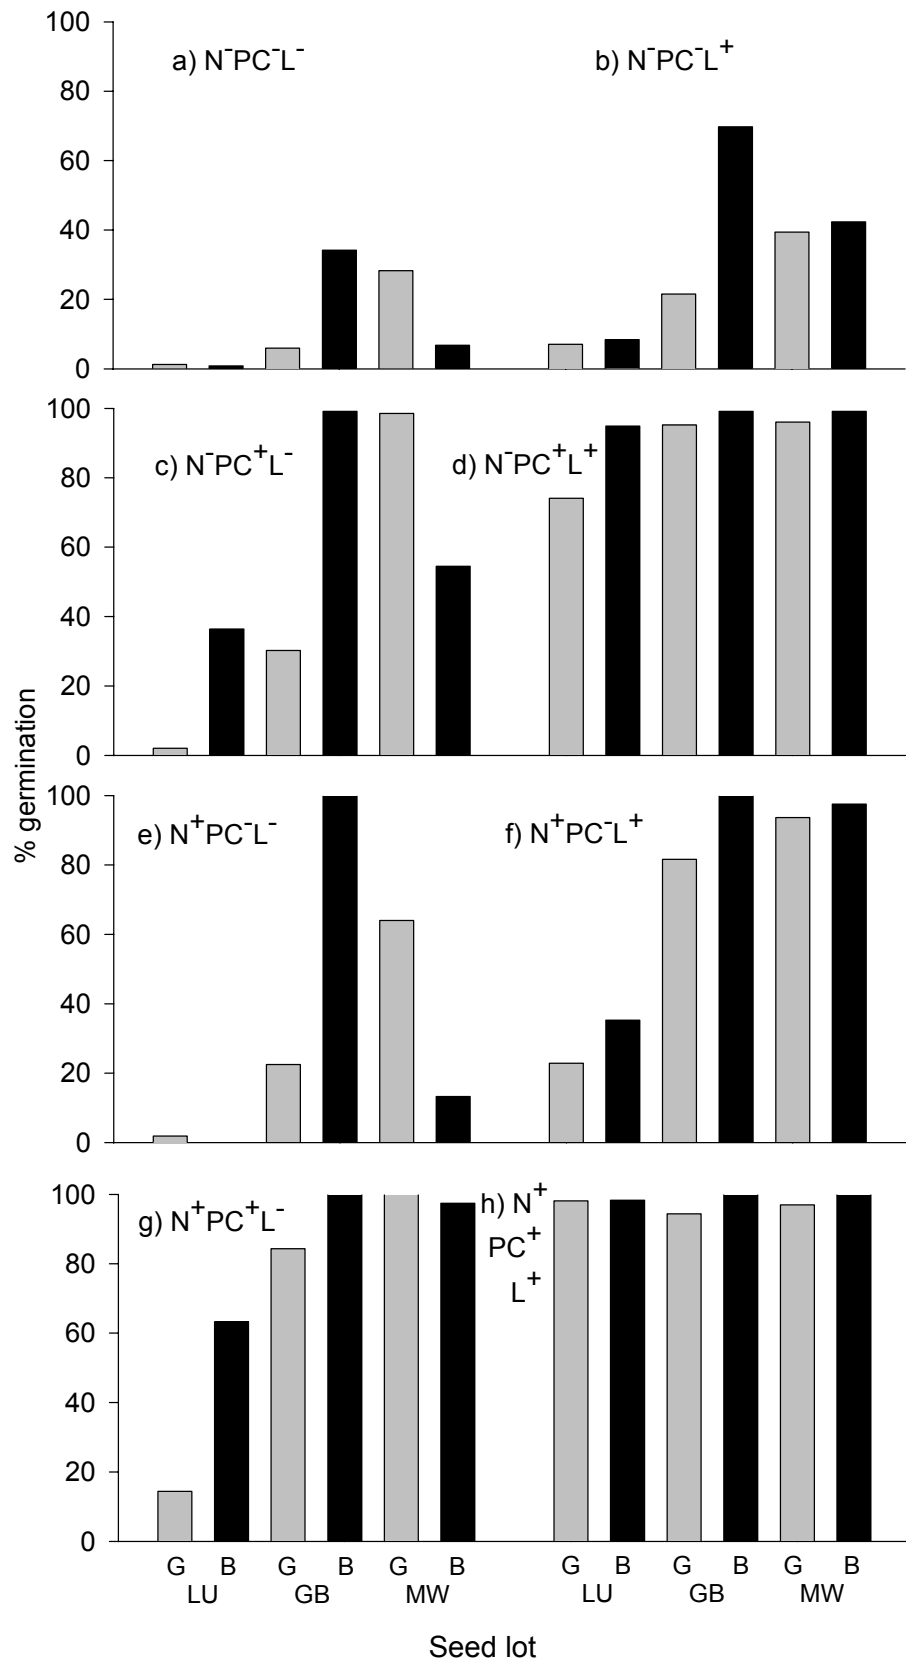 100
80
60
40
20
0
a) N⁻PC⁻L⁻
b) N⁻PC⁻L⁺
100
80
60
40
20
0
c) N⁻PC⁺L⁻
d) N⁻PC⁺L⁺
% germination
100
80
60
40
20
0
e) N⁺PC⁻L⁻
f) N⁺PC⁻L⁺
100
80
60
40
20
0
g) N⁺PC⁺L⁻
h) N⁺
PC⁺
L⁺
G B G B G B G B G B G B
LU GB MW LU GB MW
Seed lot